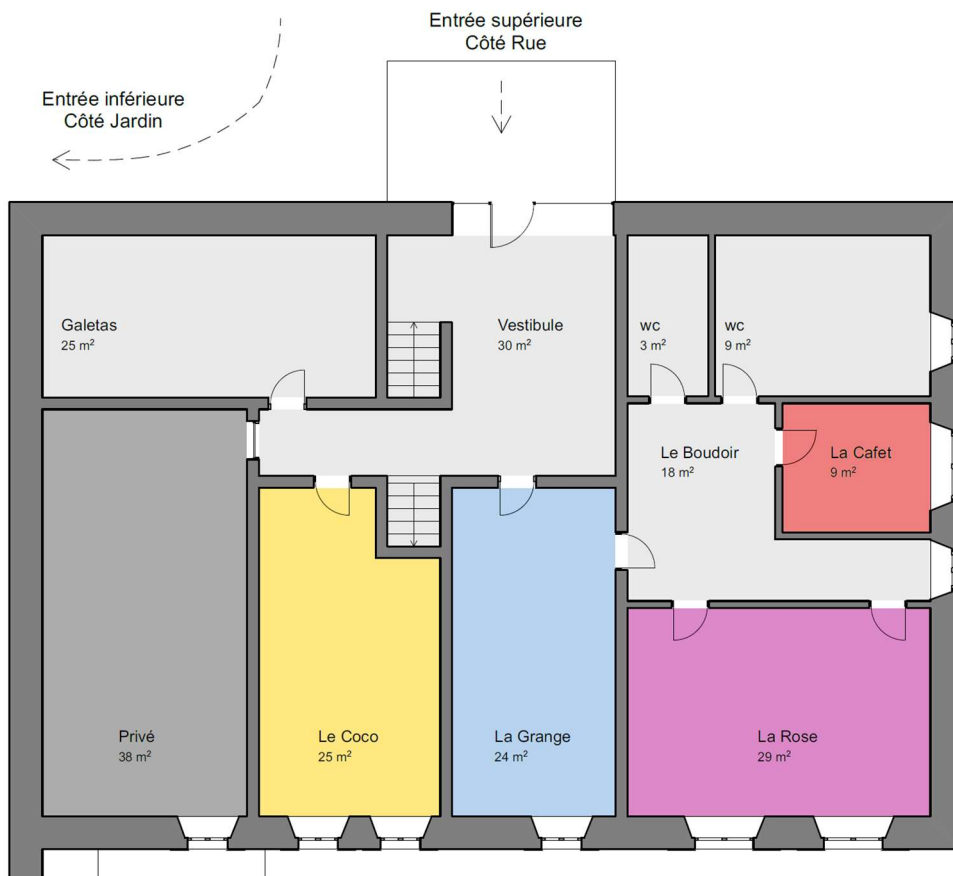 Entrée supérieure
Côté Rue
Entrée inférieure
Côté Jardin
Galetas
25 m²
Vestibule
30 m²
wc
3 m²
wc
9 m²
Le Boudoir
18 m²
La Cafet
9 m²
Privé
38 m²
Le Coco
25 m²
La Grange
24 m²
La Rose
29 m²